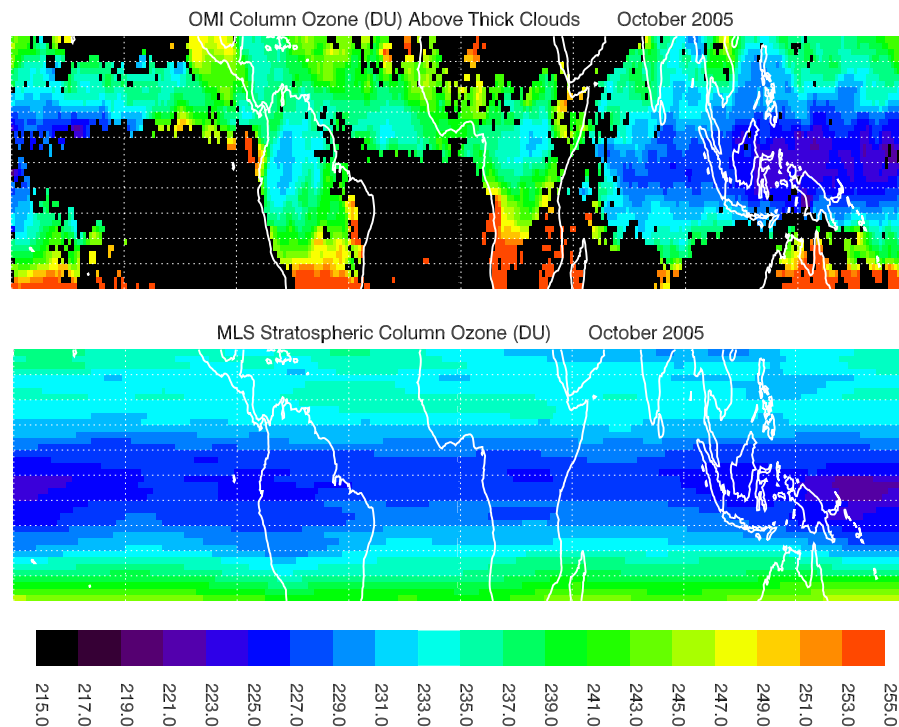 OMI Column Ozone (DU) Above Thick Clouds October 2005
MLS Stratospheric Column Ozone (DU) October 2005
215.0 217.0 219.0 221.0 223.0 225.0 227.0 229.0 231.0 233.0 235.0 237.0 239.0 241.0 243.0 245.0 247.0 249.0 251.0 253.0 255.0